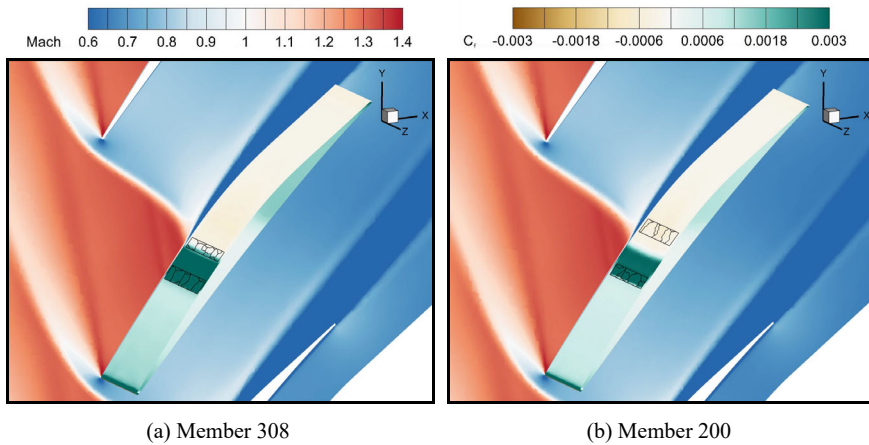 Mach 0.6 0.7 0.8 0.9 1 1.1 1.2 1.3 1.4
C, -0.003 -0.0018 -0.0006 0.0006 0.0018 0.003
Y
X
Z
Y
X
Z
(a) Member 308
(b) Member 200